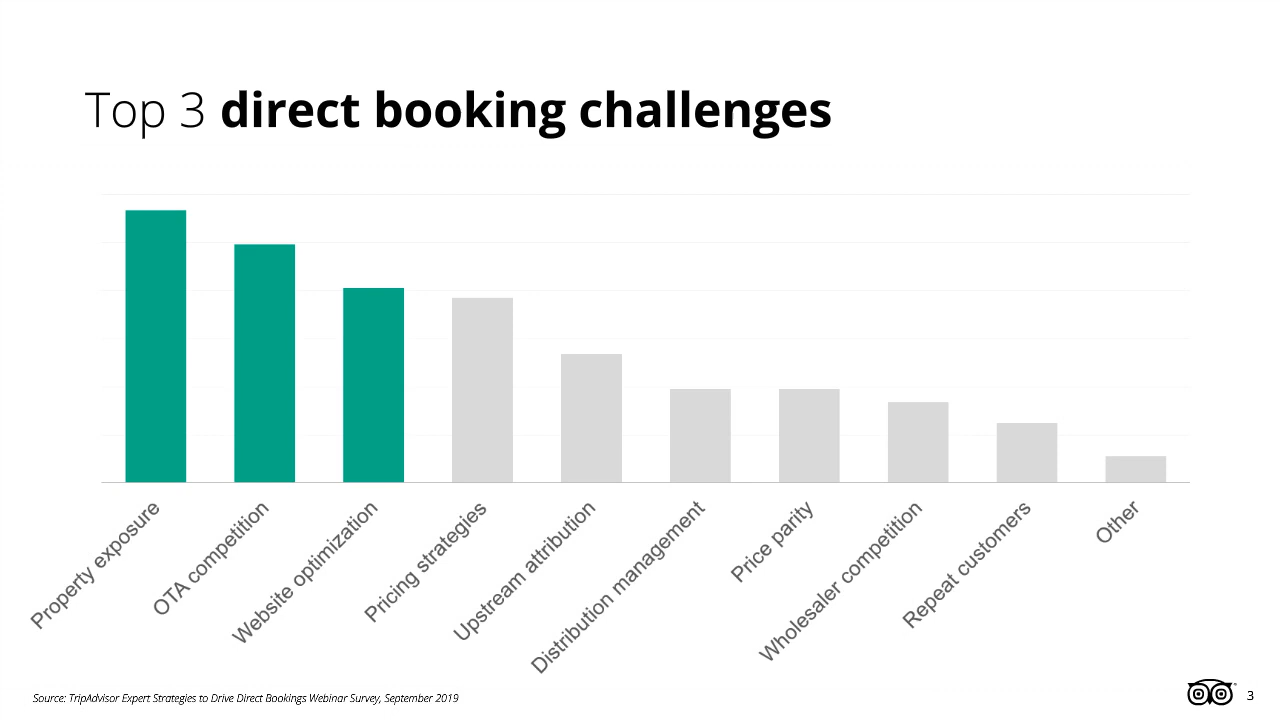 Top 3 direct booking challenges
Property exposure
OTA competition
Website optimization
Pricing strategies
Upstream attribution
Distribution management
Price parity
Wholesaler competition
Repeat customers
Other
Source: TripAdvisor Expert Strategies to Drive Direct Bookings Webinar Survey, September 2019
3